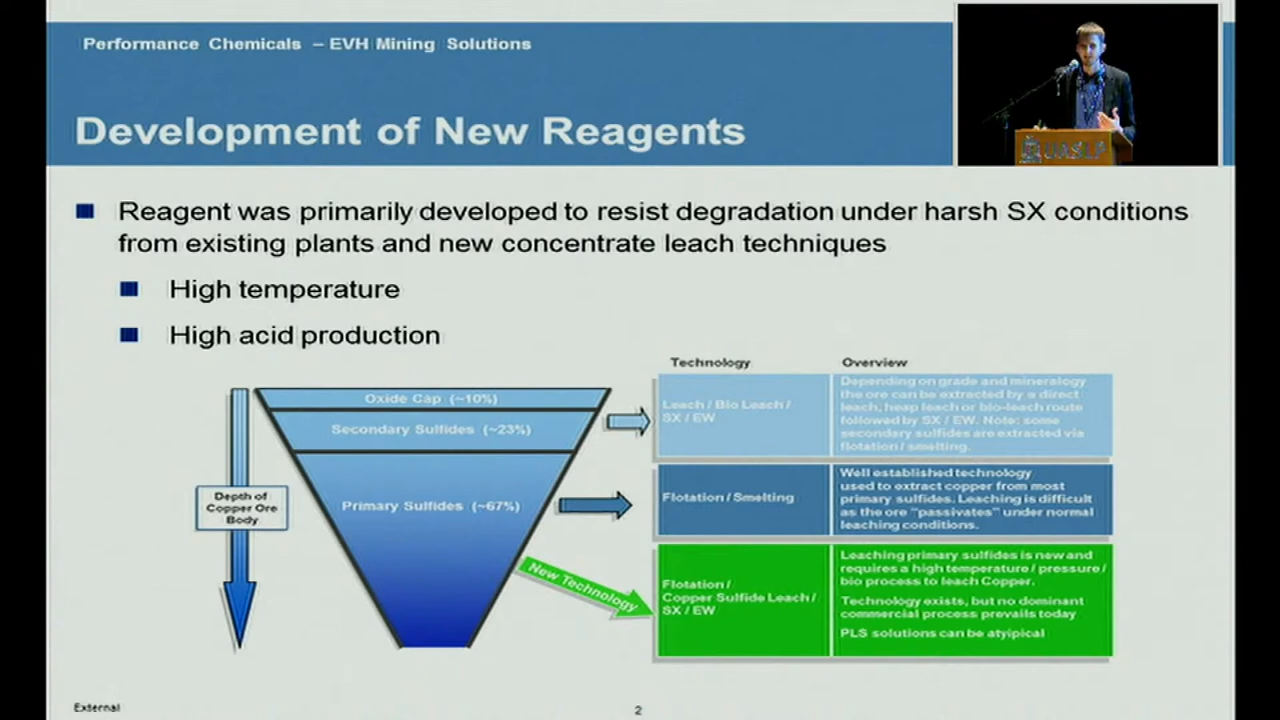 Performance Chemicals – EVH Mining Solutions
Development of New Reagents
UASLP
Reagent was primarily developed to resist degradation under harsh SX conditions
from existing plants and new concentrate leach techniques
High temperature
High acid production
Technology
Overview
Depth of
Copper Ore
Body
Oxide Cap (~10%)
Secondary Sulfides (~23%)
Primary Sulfides (~67%)
New Technology
Leach / Bio Leach /
SX / EW
Depending on grade and mineralogy
the ore can be extracted by a direct
leach, heap leach or bio-leach route
followed by SX / EW. Note: some
secondary sulfides are extracted via
flotation / smelting.
Flotation / Smelting
Well established technology
used to extract copper from most
primary sulfides. Leaching is difficult
as the ore "passivates" under normal
leaching conditions.
Flotation /
Copper Sulfide Leach /
SX / EW
Leaching primary sulfides is new and
requires a high temperature / pressure /
bio process to leach Copper.
Technology exists, but no dominant
commercial process prevails today
PLS solutions can be atyipical
External
2